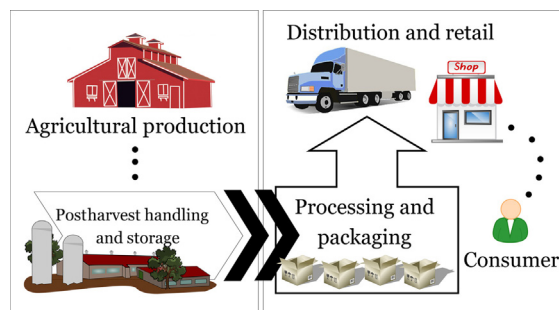 Agricultural production
Postharvest handling
and storage
Distribution and retail
Shop
Processing and
packaging
Consumer